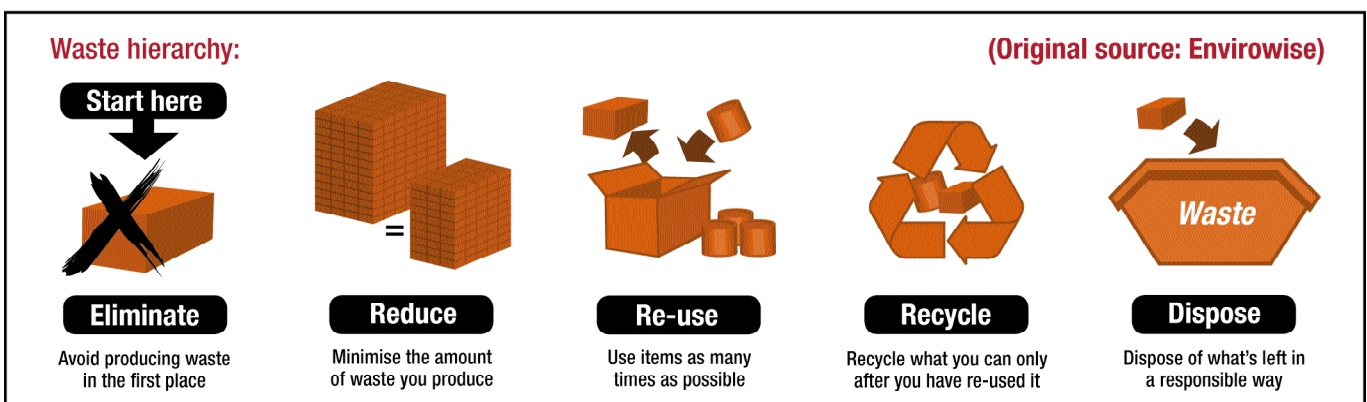 Waste hierarchy:
(Original source: Envirowise)
Start here
=
Waste
Eliminate
Avoid producing waste
in the first place
Reduce
Minimise the amount
of waste you produce
Re-use
Use items as many
times as possible
Recycle
Recycle what you can only
after you have re-used it
Dispose
Dispose of what's left in
a responsible way